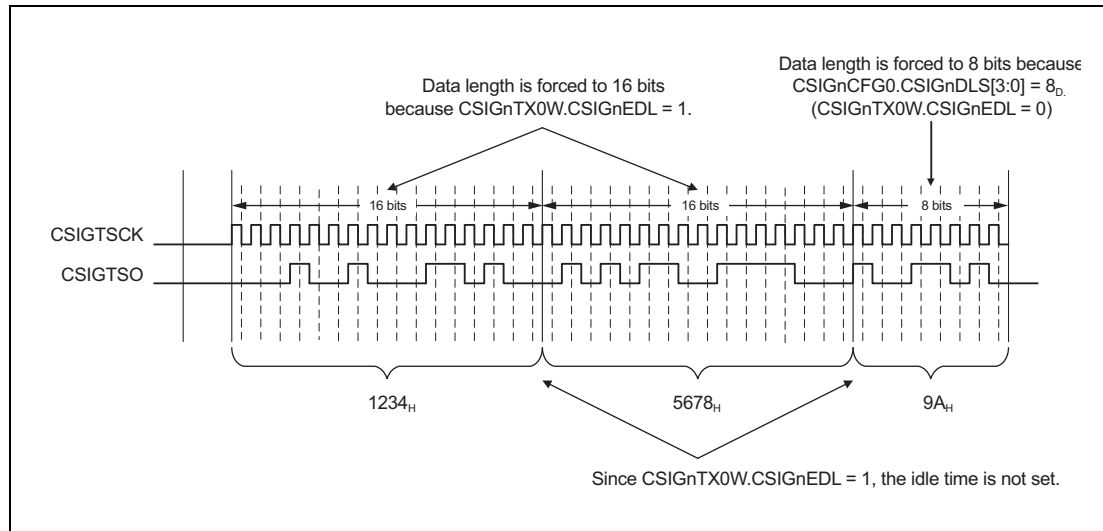 Data length is forced to 16 bits
because CSIGnTX0W.CSIGnEDL = 1.
Data length is forced to 8 bits because
CSIGnCFG0.CSIGnDLS[3:0] = 8D.
(CSIGnTX0W.CSIGnEDL = 0)
16 bits
16 bits
8 bits
CSIGTSCK
CSIGTSO
1234H
5678H
9AH
Since CSIGnTX0W.CSIGnEDL = 1, the idle time is not set.